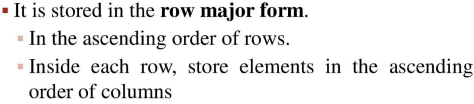 It is stored in the row major form.
In the ascending order of rows.
Inside each row, store elements in the ascending
order of columns